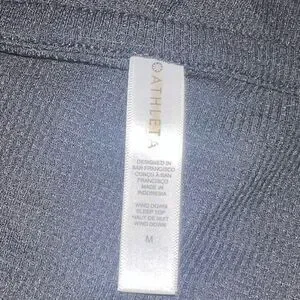 ATHLET
DESIGNED IN
SAN FRANCISCO
CONÇU A SAN
FRANCISCO
MADE IN
INDONESIA
WIND DOWN
SLEEP TOP
HAUT DE NUIT
WIND DOWN
M